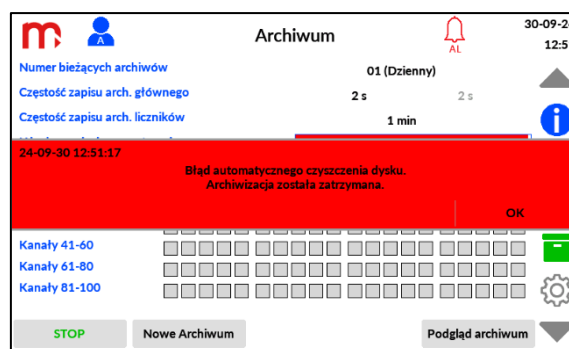 Archiwum
A
AL
30-09-2
12:5
Numer bieżących archiwów 01 (Dzienny)
Częstość zapisu arch. głównego 2 s 2 s
Częstość zapisu arch. liczników 1 min
24-09-30 12:51:17
Błąd automatycznego czyszczenia dysku.
Archiwizacja została zatrzymana.
OK
Kanały 41-60
Kanały 61-80
Kanały 81-100
STOP Nowe Archiwum Podgląd archiwum